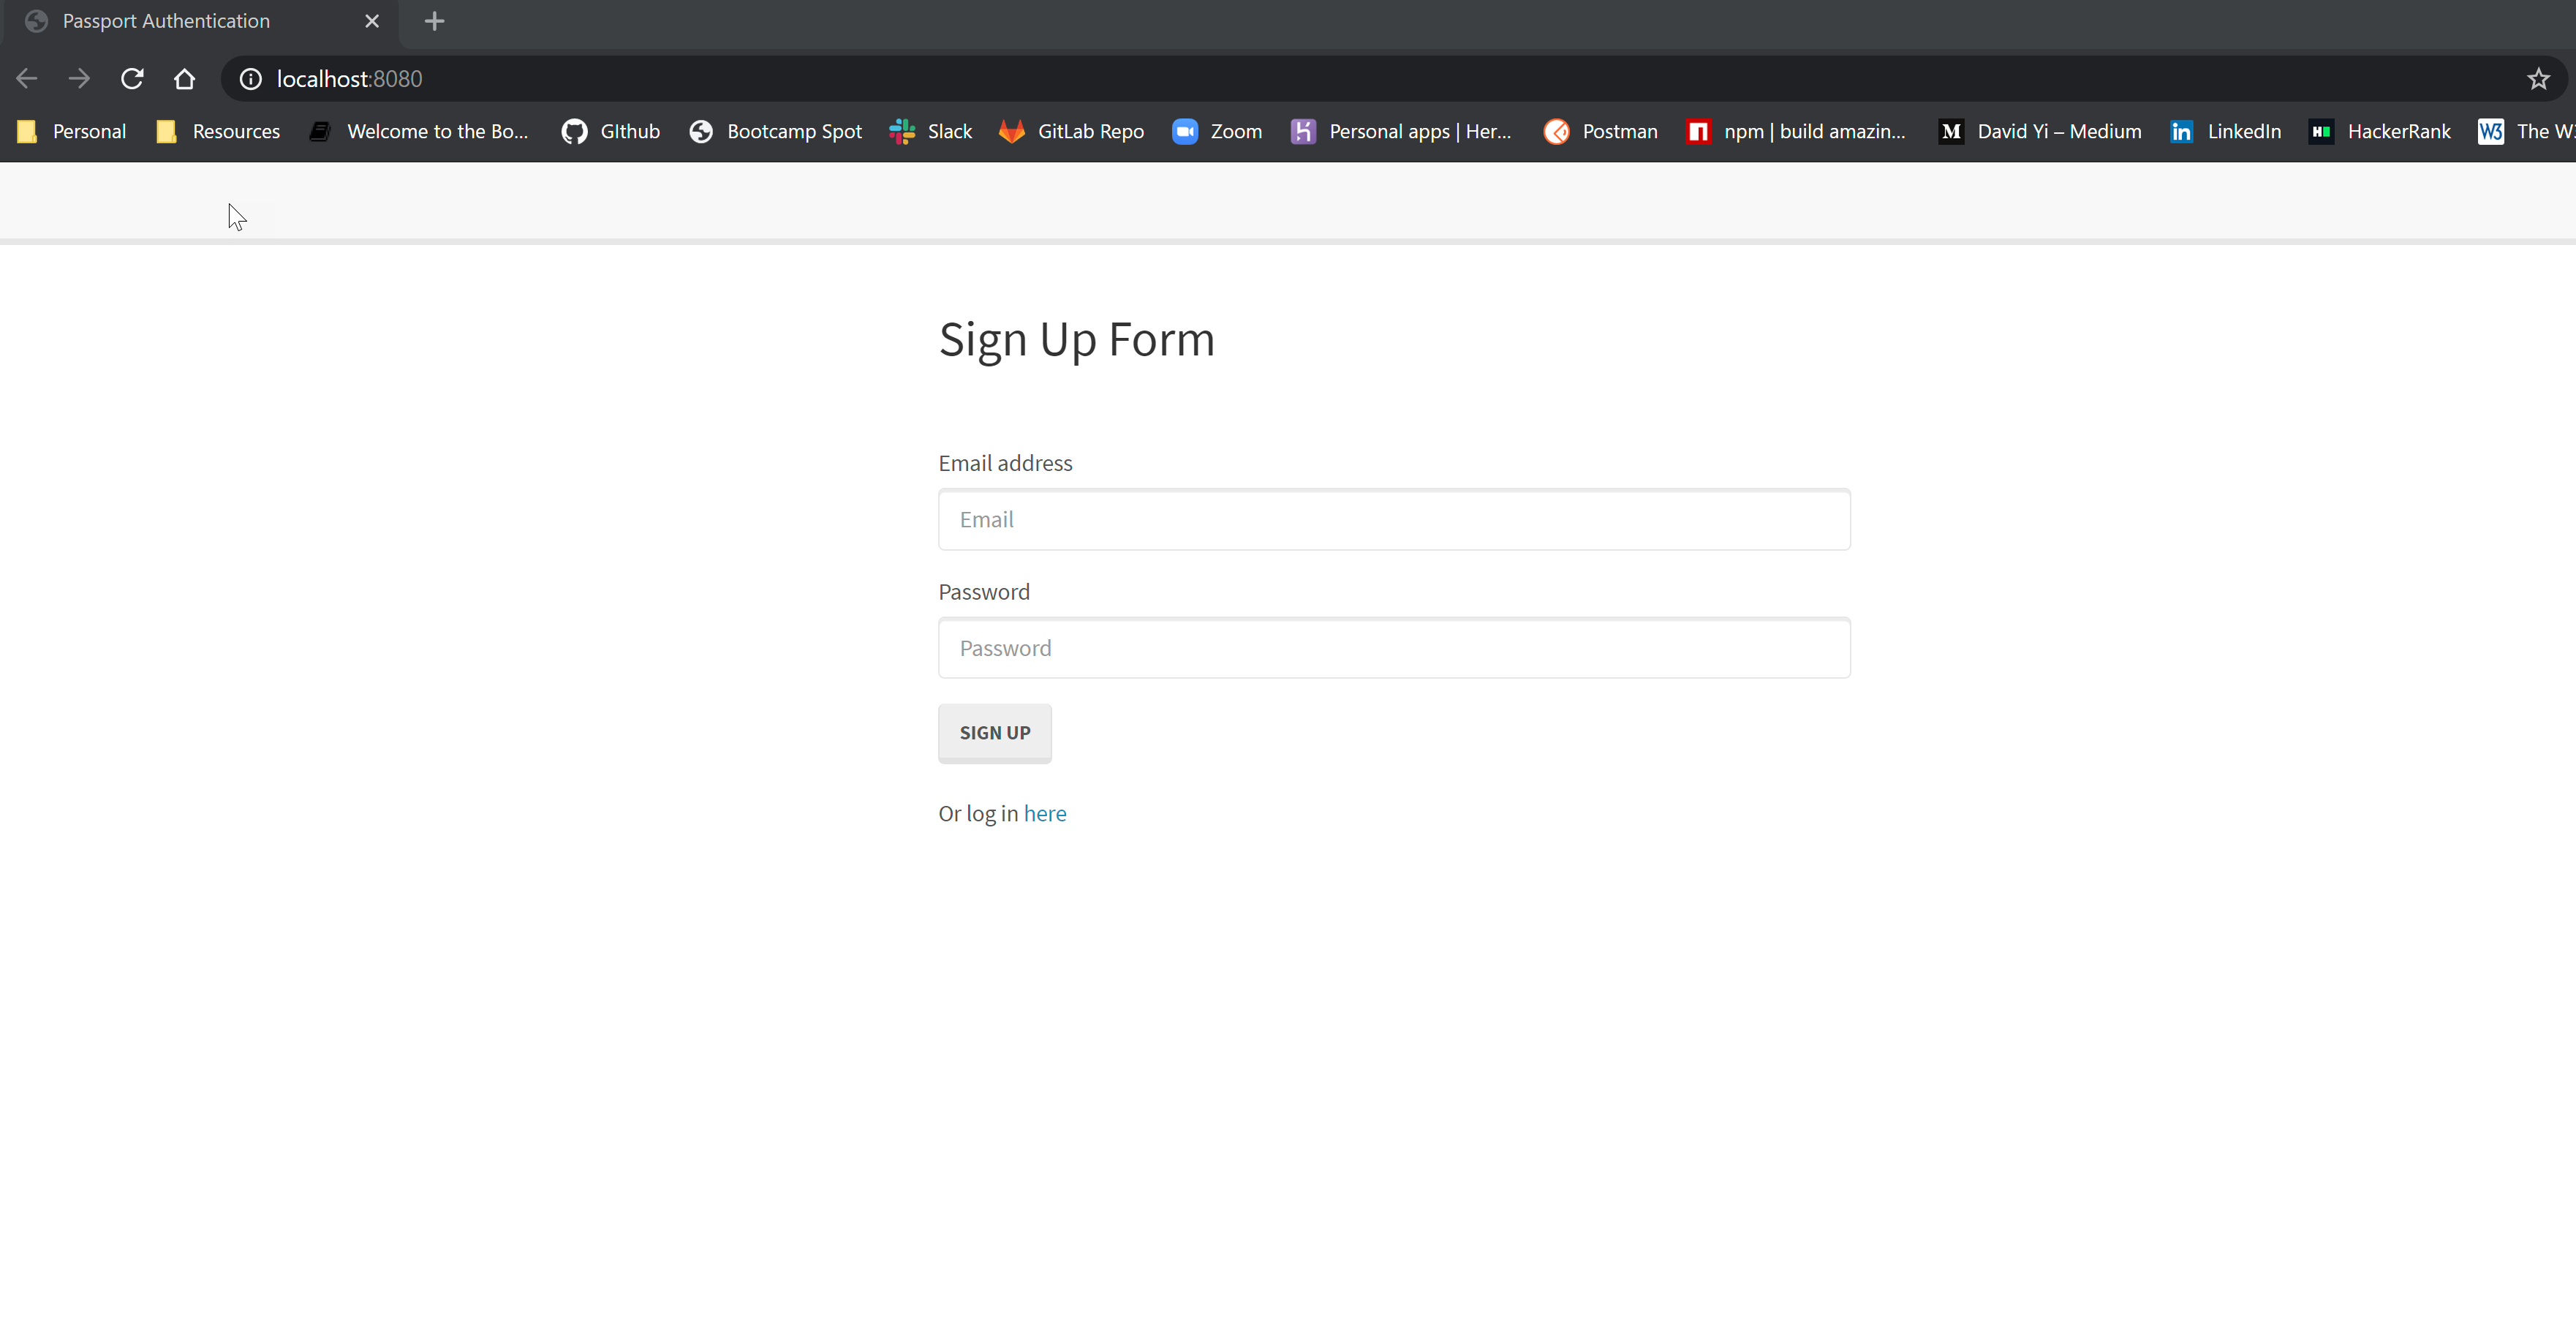 Passport Authentication
localhost:8080
Personal Resources Welcome to the Bo... GIthub Bootcamp Spot Slack GitLab Repo Zoom Personal apps | Her... Postman npm | build amazin... David Yi – Medium LinkedIn HackerRank The W3
Sign Up Form
Email address
Email
Password
Password
SIGN UP
Or log in here